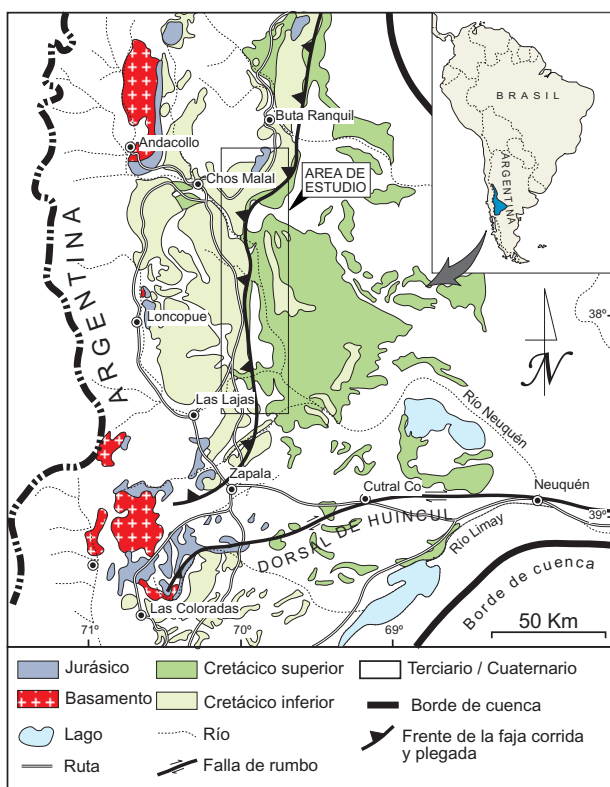 BRASIL
ARGENTINA
Buta Ranquil
Andacollo
Chos Malal
AREA DE
ESTUDIO
ARGENTINA
Loncopue
38º
N
Las Lajas
Río Neuquén
Zapala
Cutral Co
Neuquén
39º
DORSAL DE HUINCUL
Río Limay
Borde de cuenca
Las Coloradas
50 Km
71° 70° 69°
Jurásico Cretácico superior Terciario / Cuaternario
Basamento Cretácico inferior Borde de cuenca
Lago Río Frente de la faja corrida
y plegada
Ruta Falla de rumbo